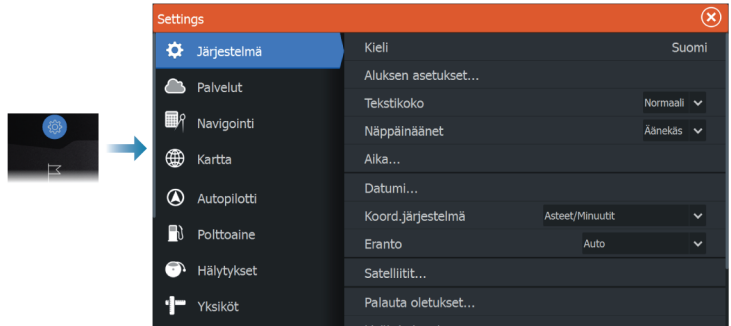 Settings
Järjestelmä
Palvelut
Navigointi
Kartta
Autopilotti
Polttoaine
Hälytykset
Yksiköt
Kieli Suomi
Aluksen asetukset...
Tekstikoko Normaali
Näppäinäänet Äänekäs
Aika...
Datumi...
Koord.järjestelmä Asteet/Minuutit
Eranto Auto
Satelliitit...
Palauta oletukset...